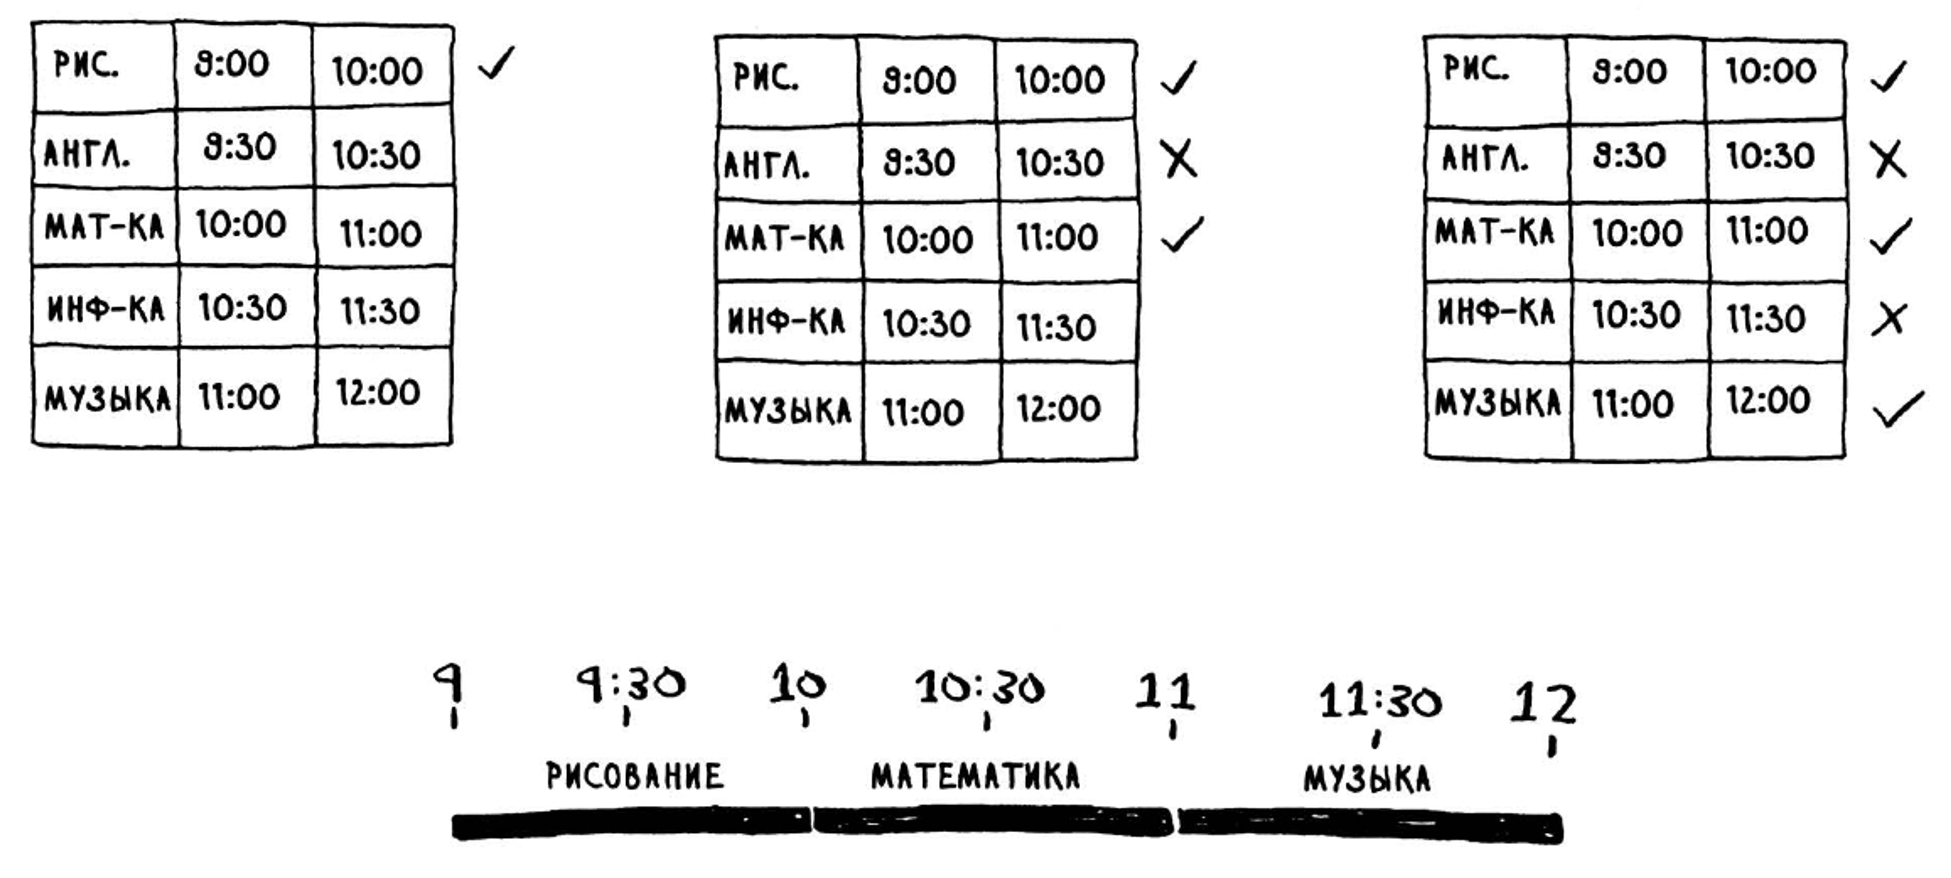 РИС. 9:00 10:00 ✓
АНГЛ. 9:30 10:30
МАТ-КА 10:00 11:00
ИНФ-КА 10:30 11:30
МУЗЫКА 11:00 12:00
РИС. 9:00 10:00 ✓
АНГЛ. 9:30 10:30 X
МАТ-КА 10:00 11:00 ✓
ИНФ-КА 10:30 11:30
МУЗЫКА 11:00 12:00
РИС. 9:00 10:00 ✓
АНГЛ. 9:30 10:30 X
МАТ-КА 10:00 11:00 ✓
ИНФ-КА 10:30 11:30 X
МУЗЫКА 11:00 12:00 ✓
9 9:30 10 10:30 11 11:30 12
РИСОВАНИЕ МАТЕМАТИКА МУЗЫКА